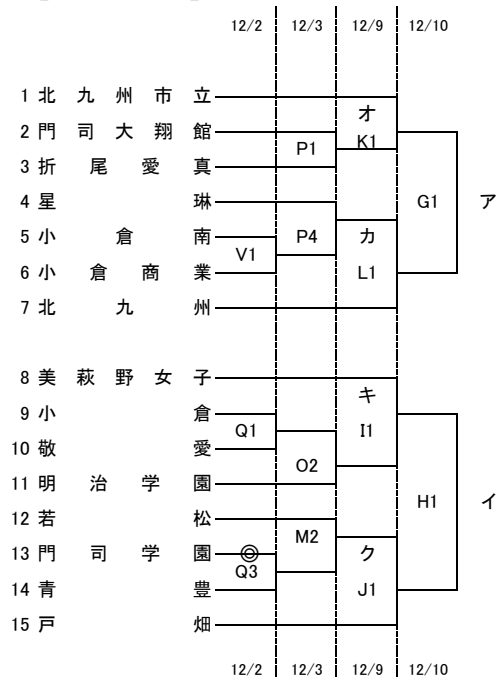 12/2 12/3 12/9 12/10
1 北九州市立
オ
2 門司大翔館
P1 K1
3 折尾愛真
4 星琳
G1 ア
5 小倉南
P4 カ
V1
6 小倉商業
L1
7 北九州
8 美萩野女子
キ
9 小倉
Q1 I1
10 敬愛
O2
11 明治学園
H1 イ
12 若松
M2
13 門司学園 ◎
ク
Q3
14 青豊
J1
15 戸畑
12/2 12/3 12/9 12/10